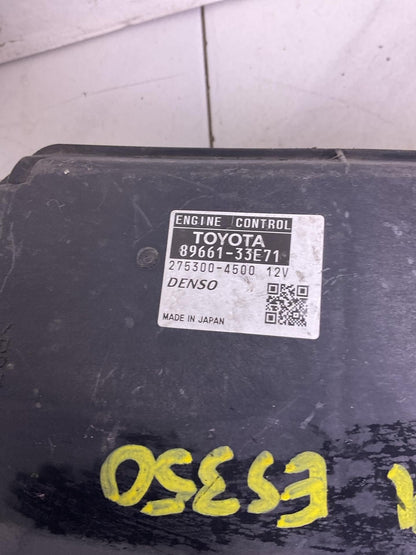 ENGINE CONTROL
TOYOTA
89661-33E71
275300-4500 12V
DENSO
MADE IN JAPAN
ES350